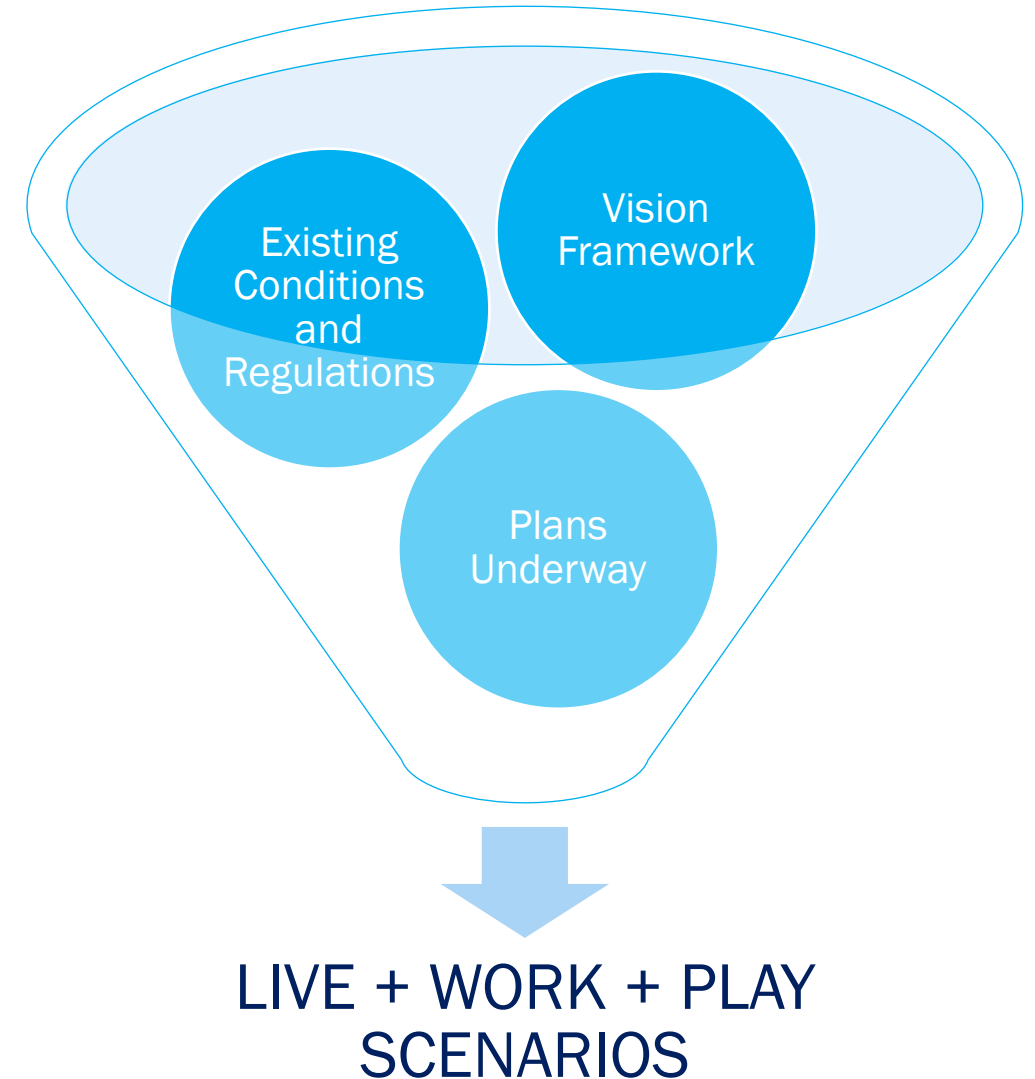 Existing
Conditions
and
Regulations
Vision
Framework
Plans
Underway
LIVE + WORK + PLAY
SCENARIOS